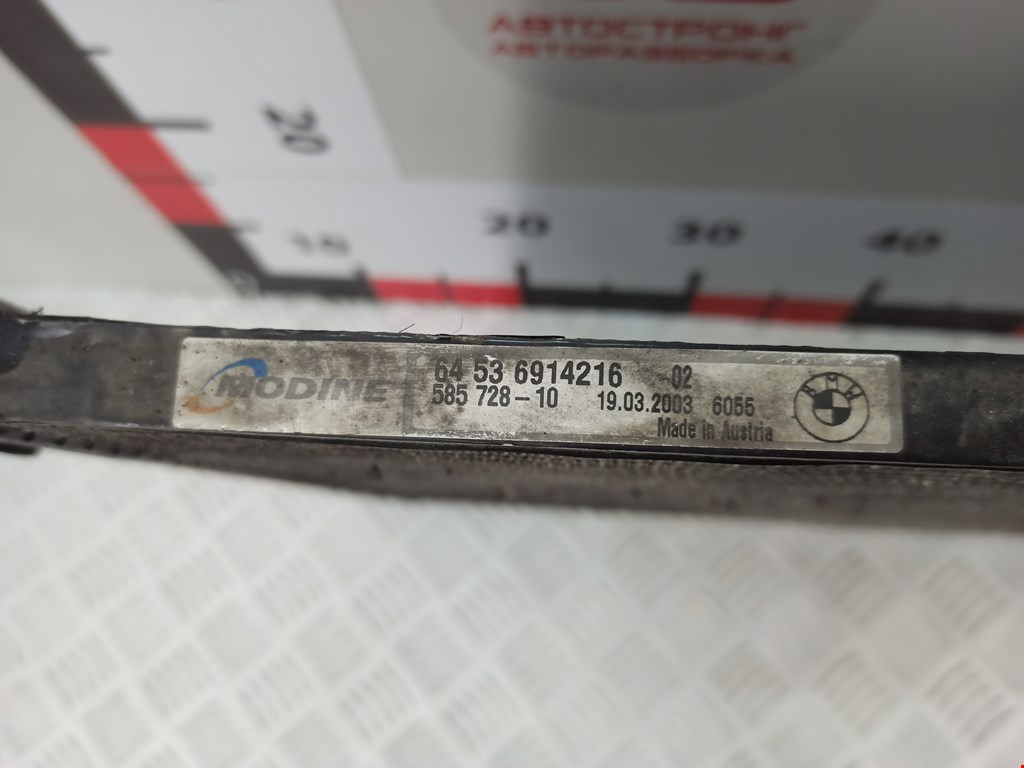 АВТОСТРОНГ
АВТОРАЗБОРКА
20
10 20 30 40
MODINE
64 53 6914216 02
585 728-10 19.03.2003 6055
Made in Austria
BMW